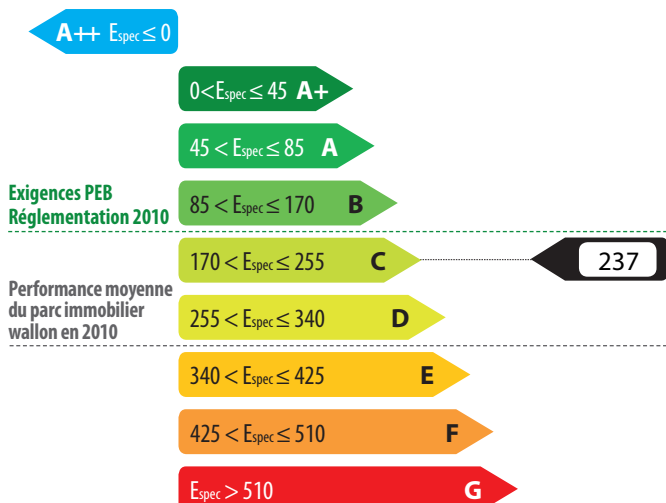 A++ Espec ≤ 0
0<Espec ≤ 45 A+
45 < Espec ≤ 85 A
Exigences PEB
Réglementation 2010
85 < Espec ≤ 170 B
170 < Espec ≤ 255 C
237
Performance moyenne
du parc immobilier
wallon en 2010
255 < Espec ≤ 340 D
340 < Espec ≤ 425 E
425 < Espec ≤ 510 F
Espec > 510 G